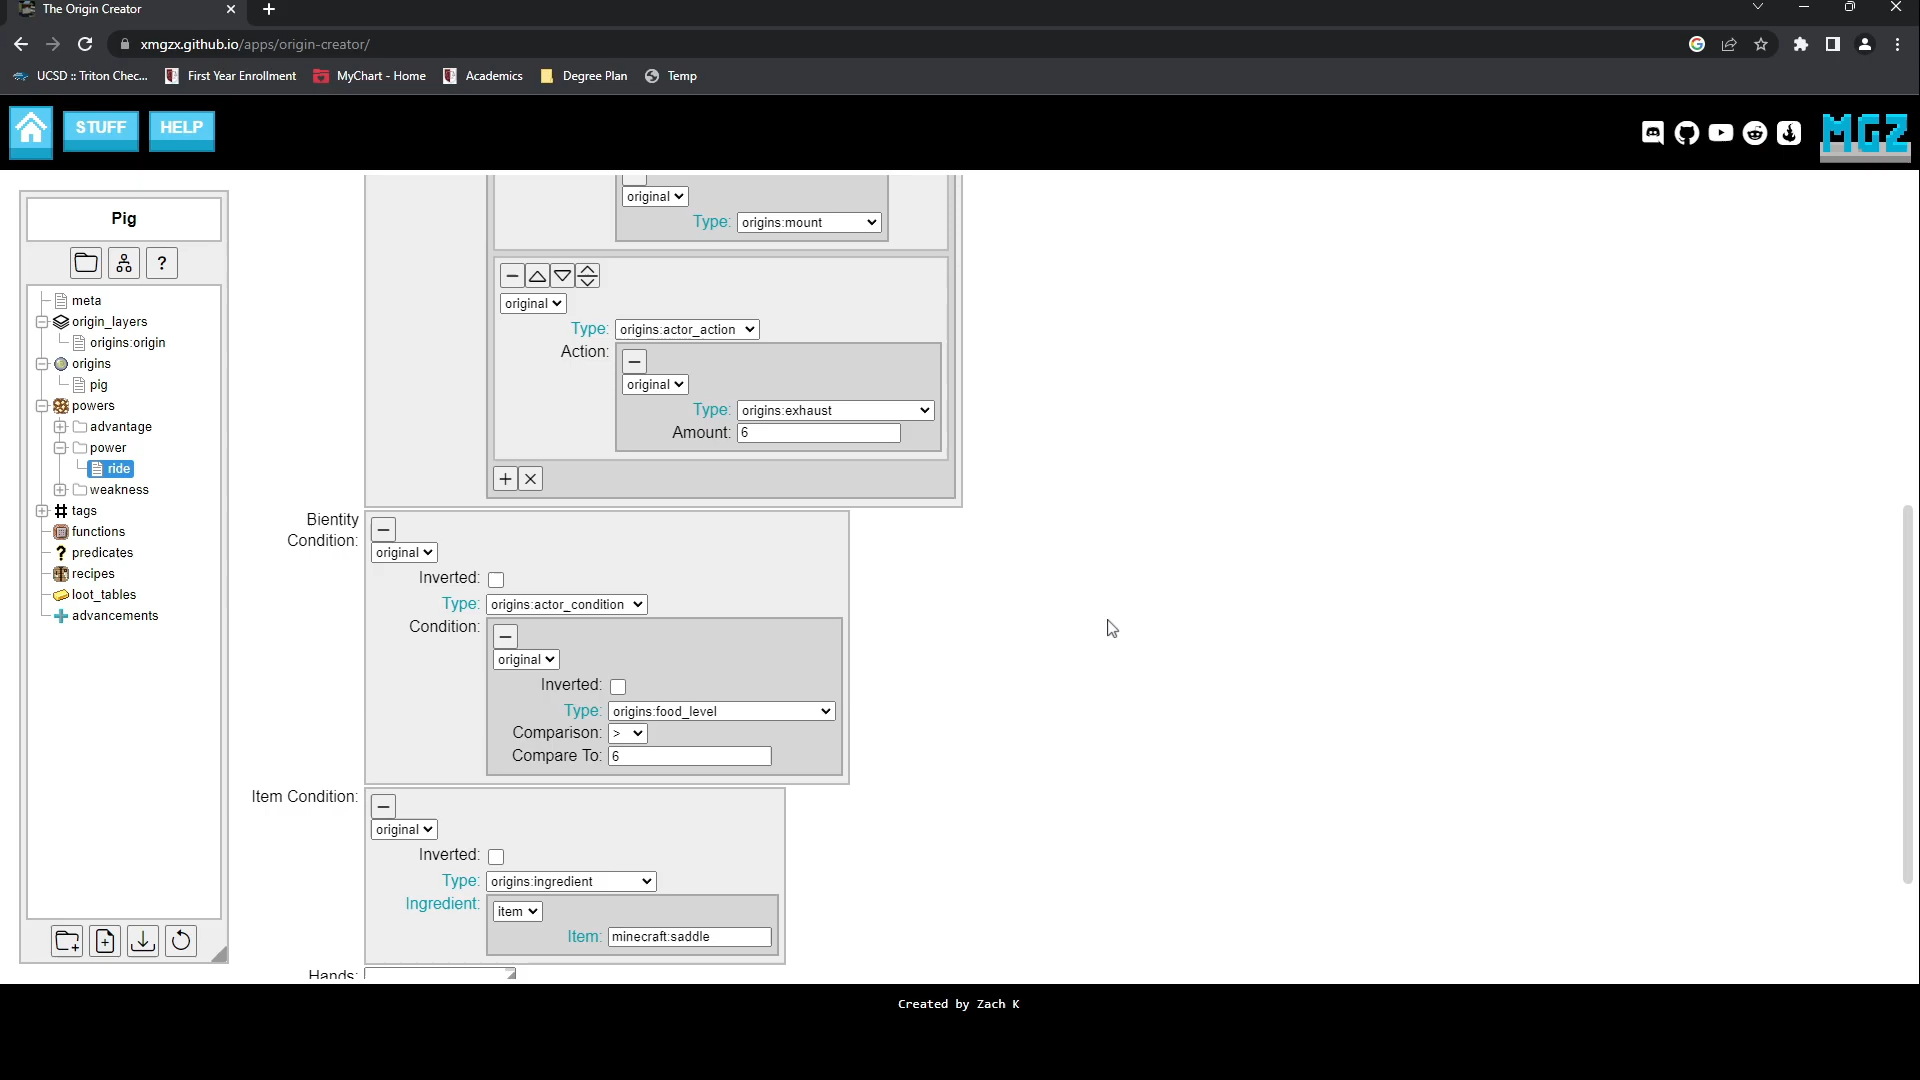 The Origin Creator
xmgzx.github.io/apps/origin-creator/
UCSD :: Triton Chec... First Year Enrollment MyChart - Home Academics Degree Plan Temp
STUFF HELP
MGZ
Pig
?
meta
origin_layers
origins:origin
origins
pig
powers
advantage
power
ride
weakness
tags
functions
predicates
recipes
loot_tables
advancements
original
Type: origins:mount
original
Type: origins:actor_action
Action:
original
Type: origins:exhaust
Amount: 6
Bientity
Condition:
original
Inverted:
Type: origins:actor_condition
Condition:
original
Inverted:
Type: origins:food_level
Comparison: >
Compare To: 6
Item Condition:
original
Inverted:
Type: origins:ingredient
Ingredient: item
Item: minecraft:saddle
Hands:
Created by Zach K